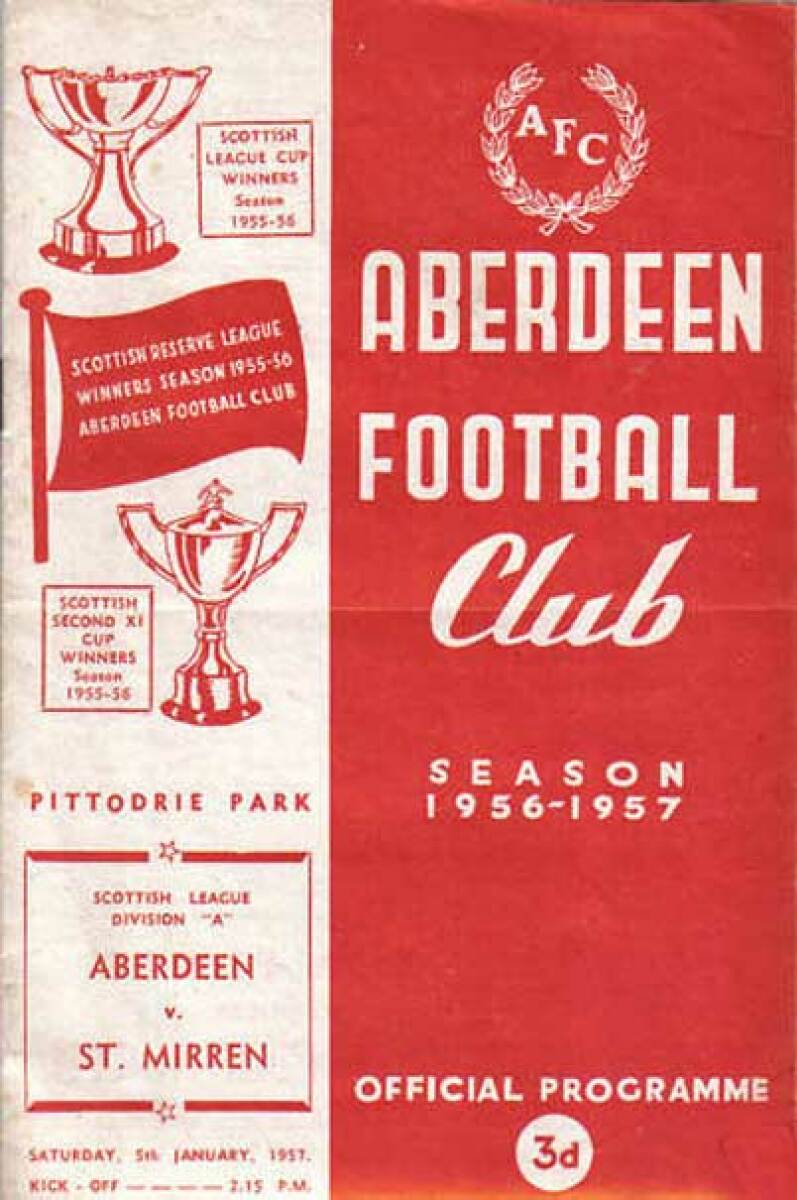 SCOTTISH
LEAGUE CUP
WINNERS
Season
1955-56
SCOTTISH RESERVE LEAGUE
WINNERS SEASON 1955-56
ABERDEEN FOOTBALL CLUB
SCOTTISH
SECOND XI
CUP
WINNERS
Season
1955-56
PITTODRIE PARK
SCOTTISH LEAGUE
DIVISION "A"
ABERDEEN
v.
ST. MIRREN
SATURDAY, 5th JANUARY, 1957.
KICK - OFF — — — — 2.15 P.M.
AFC
ABERDEEN
FOOTBALL
Club
SEASON
1956-1957
OFFICIAL PROGRAMME
3d